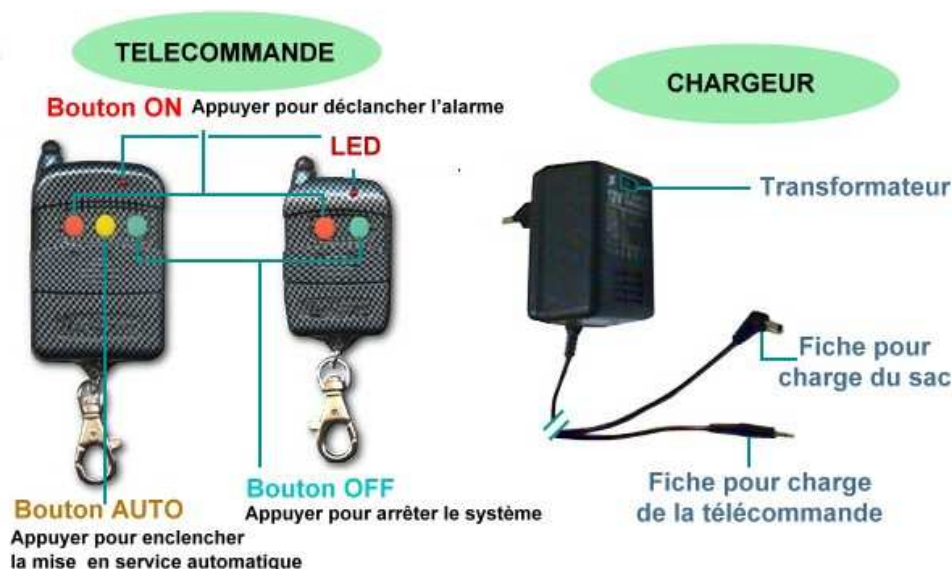 TELECOMMANDE
Bouton ON Appuyer pour déclancher l'alarme
LED
Bouton AUTO
Appuyer pour enclencher
la mise en service automatique
Bouton OFF
Appuyer pour arrêter le système
CHARGEUR
Transformateur
Fiche pour
charge du sac
Fiche pour charge
de la télécommande